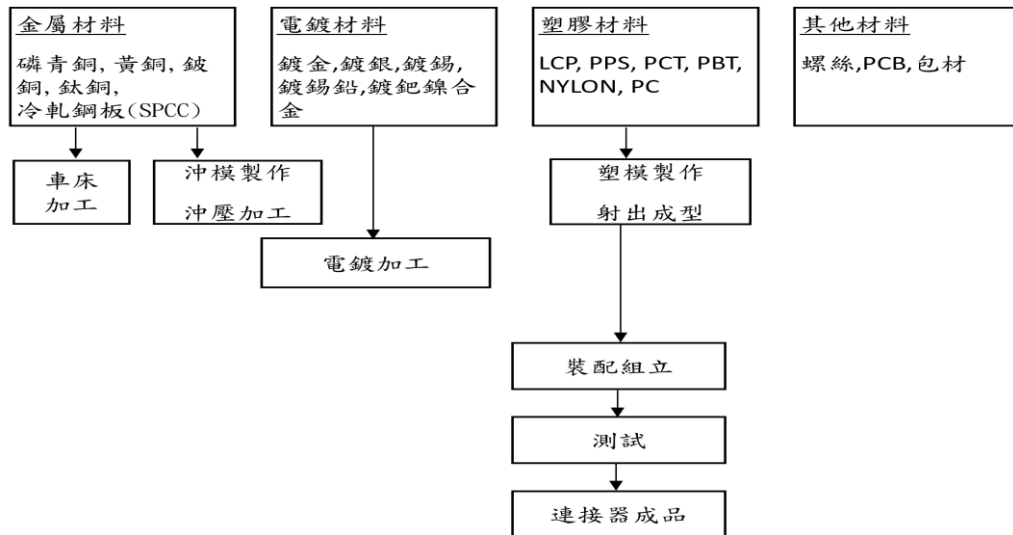 金屬材料
磷青銅, 黃銅, 鈹
銅, 鈦銅,
冷軋鋼板(SPCC)
電鍍材料
鍍金,鍍銀,鍍錫,
鍍錫鉛,鍍鈀鎳合
金
塑膠材料
LCP, PPS, PCT, PBT,
NYLON, PC
其他材料
螺絲,PCB,包材
車床
加工
沖模製作
沖壓加工
塑模製作
射出成型
電鍍加工
裝配組立
測試
連接器成品